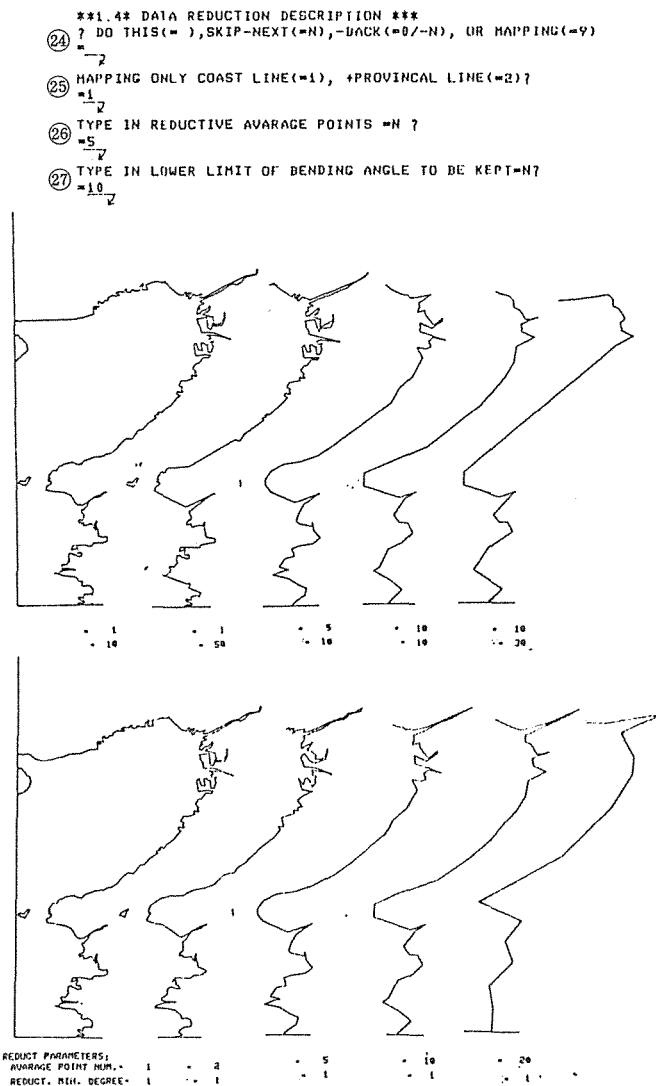 **1.4* DATA REDUCTION DESCRIPTION ***
24 ? DO THIS(= ),SKIP-NEXT(=N),-BACK(=0/-N), OR MAPPING(=9)
=
25 MAPPING ONLY COAST LINE(=1), +PROVINCAL LINE(=2)?
=1
26 TYPE IN REDUCTIVE AVARAGE POINTS =N ?
=5
27 TYPE IN LOWER LIMIT OF BENDING ANGLE TO BE KEPT=N?
=10
= 1 = 1 = 5 = 10 = 10
= 10 = 50 = 10 = 10 = 30
REDUCT PARAMETERS;
AVARAGE POINT NUM.= 1 = 2 = 5 = 10 = 20
REDUCT. MIN. DEGREE= 1 = 1 = 1 = 1 = 1